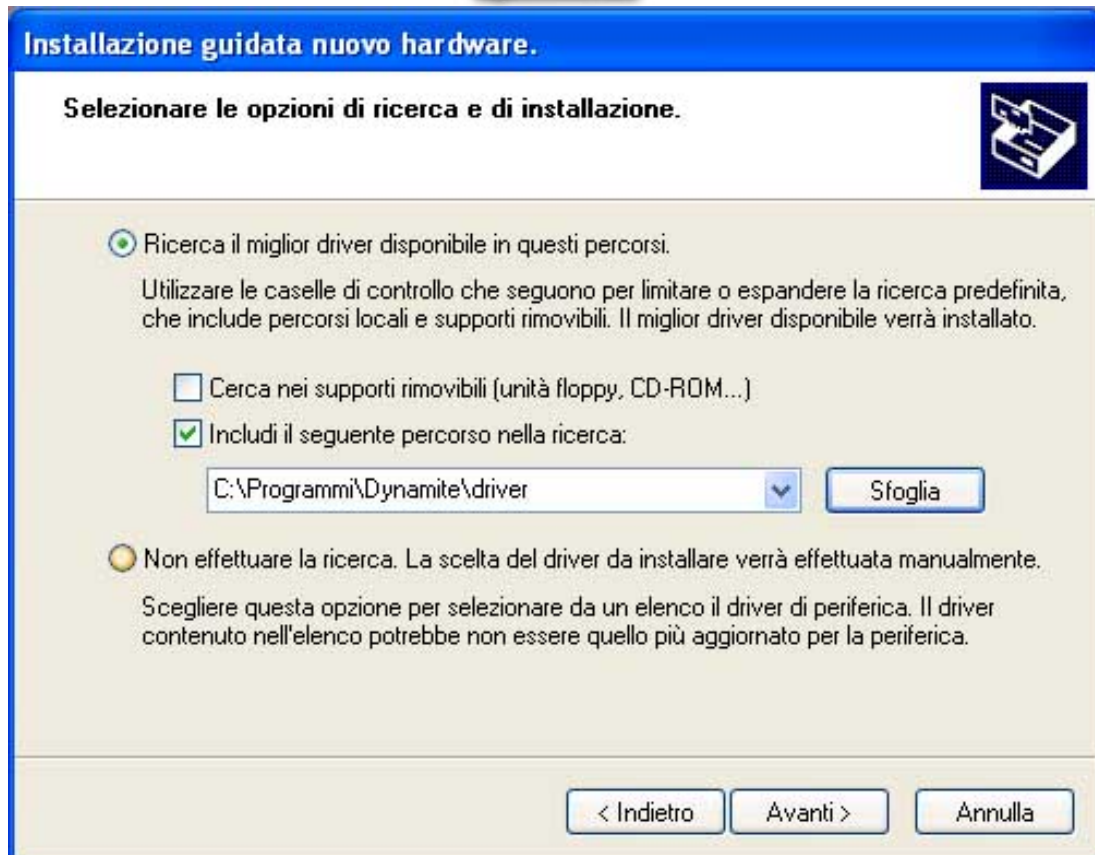 Installazione guidata nuovo hardware.
Selezionare le opzioni di ricerca e di installazione.
Ricerca il miglior driver disponibile in questi percorsi.
Utilizzare le caselle di controllo che seguono per limitare o espandere la ricerca predefinita,
che include percorsi locali e supporti rimovibili. Il miglior driver disponibile verrà installato.
Cerca nei supporti rimovibili (unità floppy, CD-ROM...)
Includi il seguente percorso nella ricerca:
C:\Programmi\Dynamite\driver
Sfoglia
Non effettuare la ricerca. La scelta del driver da installare verrà effettuata manualmente.
Scegliere questa opzione per selezionare da un elenco il driver di periferica. Il driver
contenuto nell'elenco potrebbe non essere quello più aggiornato per la periferica.
< Indietro Avanti > Annulla